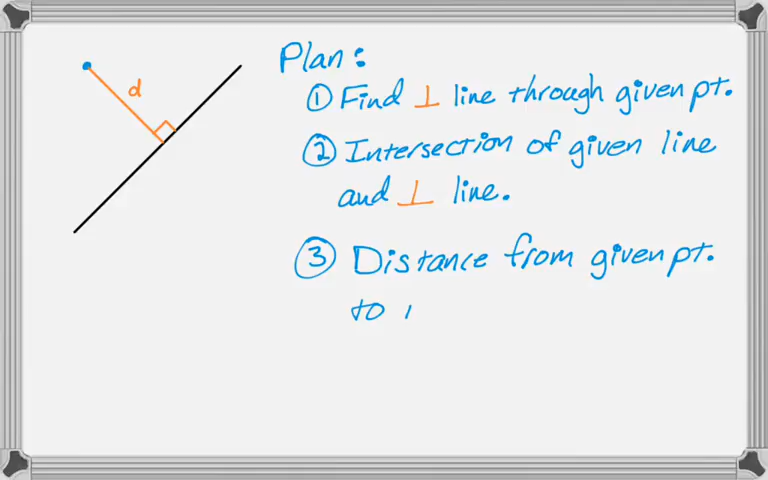 d
Plan:
① Find ⊥ line through given pt.
② Intersection of given line
and ⊥ line.
③ Distance from given pt.
to